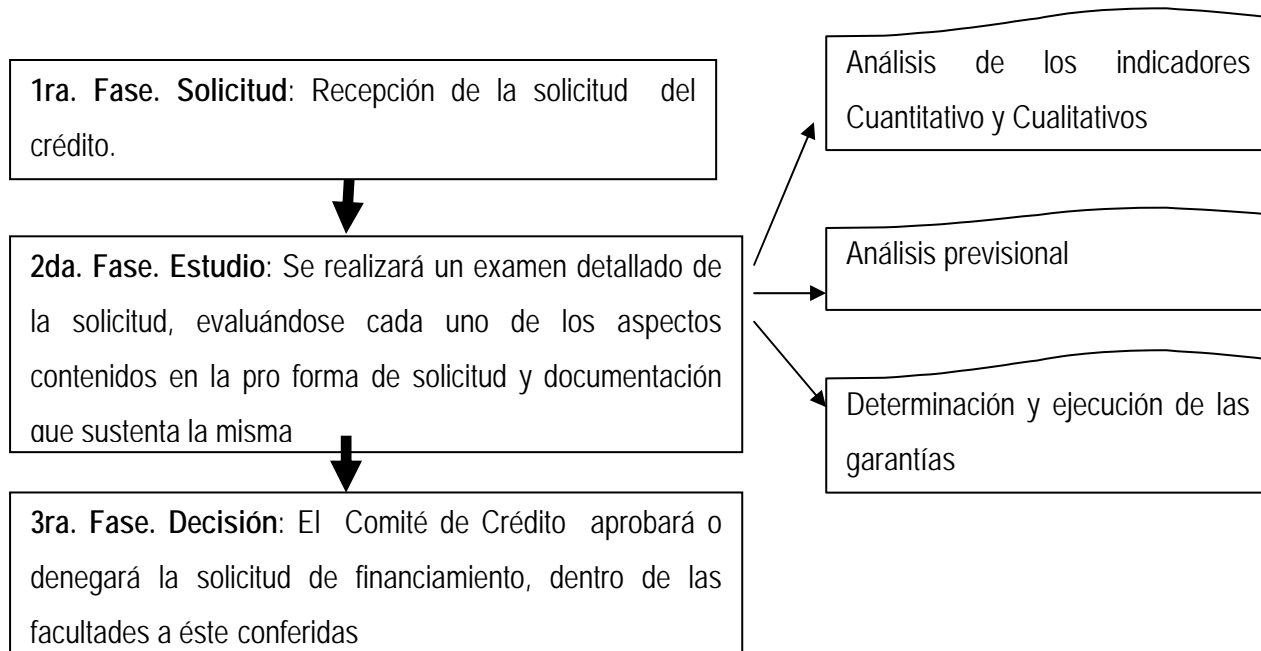 1ra. Fase. Solicitud: Recepción de la solicitud del
crédito.
2da. Fase. Estudio: Se realizará un examen detallado de
la solicitud, evaluándose cada uno de los aspectos
contenidos en la pro forma de solicitud y documentación
que sustenta la misma
3ra. Fase. Decisión: El Comité de Crédito aprobará o
denegará la solicitud de financiamiento, dentro de las
facultades a éste conferidas
Análisis de los indicadores
Cuantitativo y Cualitativos
Análisis previsional
Determinación y ejecución de las
garantías